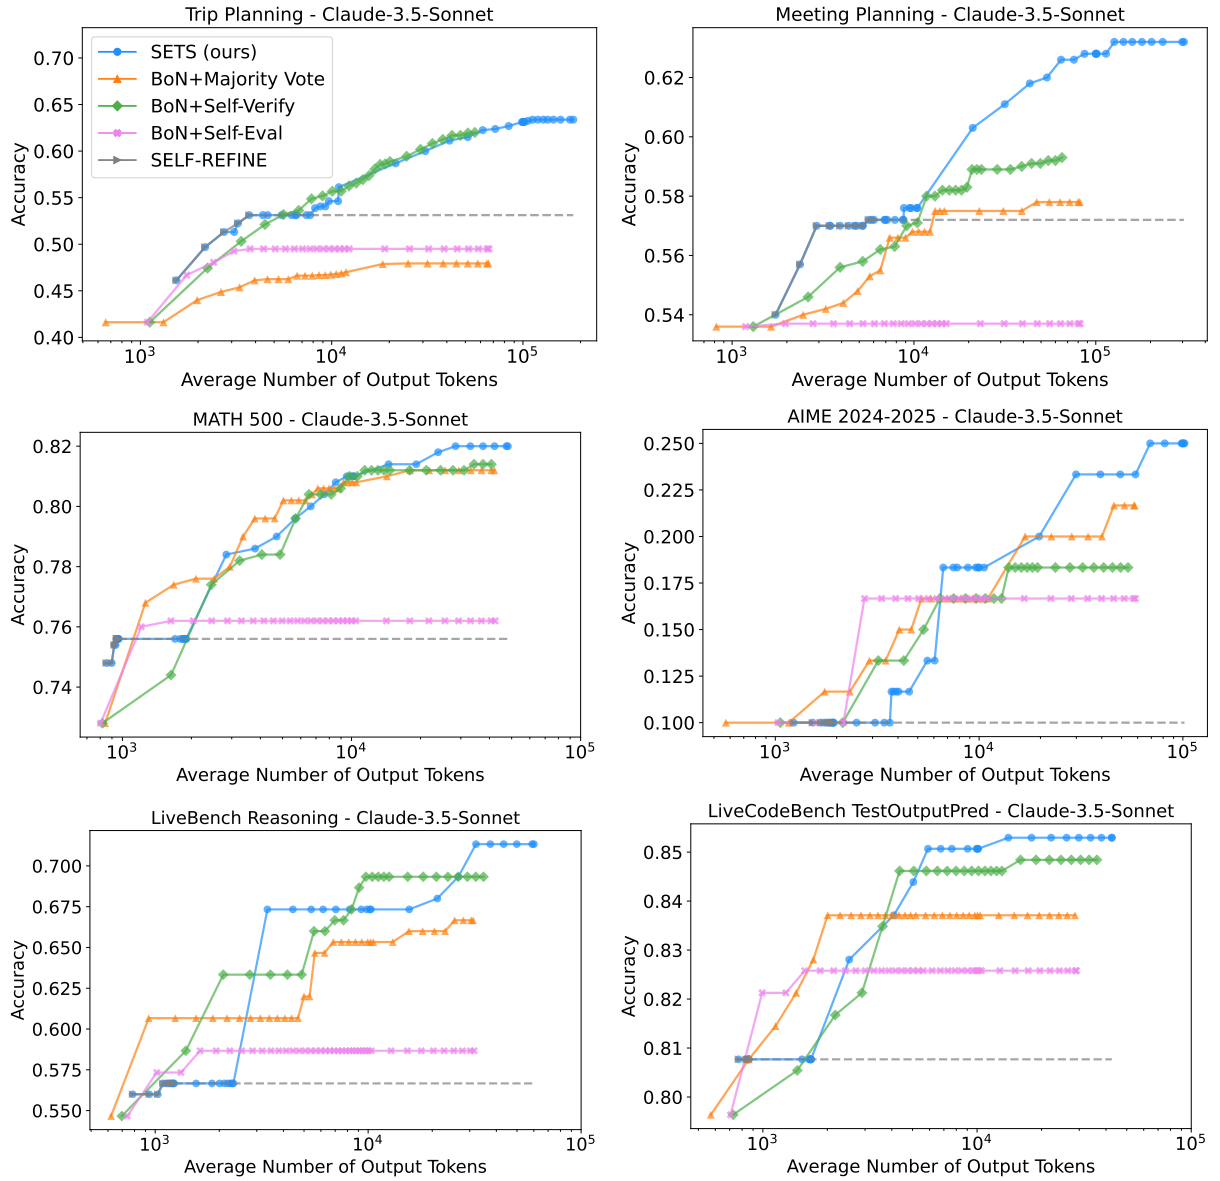 Trip Planning - Claude-3.5-Sonnet
SETS (ours)
BoN+Majority Vote
BoN+Self-Verify
BoN+Self-Eval
SELF-REFINE
0.70
0.65
0.60
0.55
0.50
0.45
0.40
Accuracy
10³
10⁴
10⁵
Average Number of Output Tokens
Meeting Planning - Claude-3.5-Sonnet
0.62
0.60
0.58
0.56
0.54
Accuracy
10³
10⁴
10⁵
Average Number of Output Tokens
MATH 500 - Claude-3.5-Sonnet
0.82
0.80
0.78
0.76
0.74
Accuracy
10³
10⁴
10⁵
Average Number of Output Tokens
AIME 2024-2025 - Claude-3.5-Sonnet
0.250
0.225
0.200
0.175
0.150
0.125
0.100
Accuracy
10³
10⁴
10⁵
Average Number of Output Tokens
LiveBench Reasoning - Claude-3.5-Sonnet
0.700
0.675
0.650
0.625
0.600
0.575
0.550
Accuracy
10³
10⁴
10⁵
Average Number of Output Tokens
LiveCodeBench TestOutputPred - Claude-3.5-Sonnet
0.85
0.84
0.83
0.82
0.81
0.80
Accuracy
10³
10⁴
10⁵
Average Number of Output Tokens